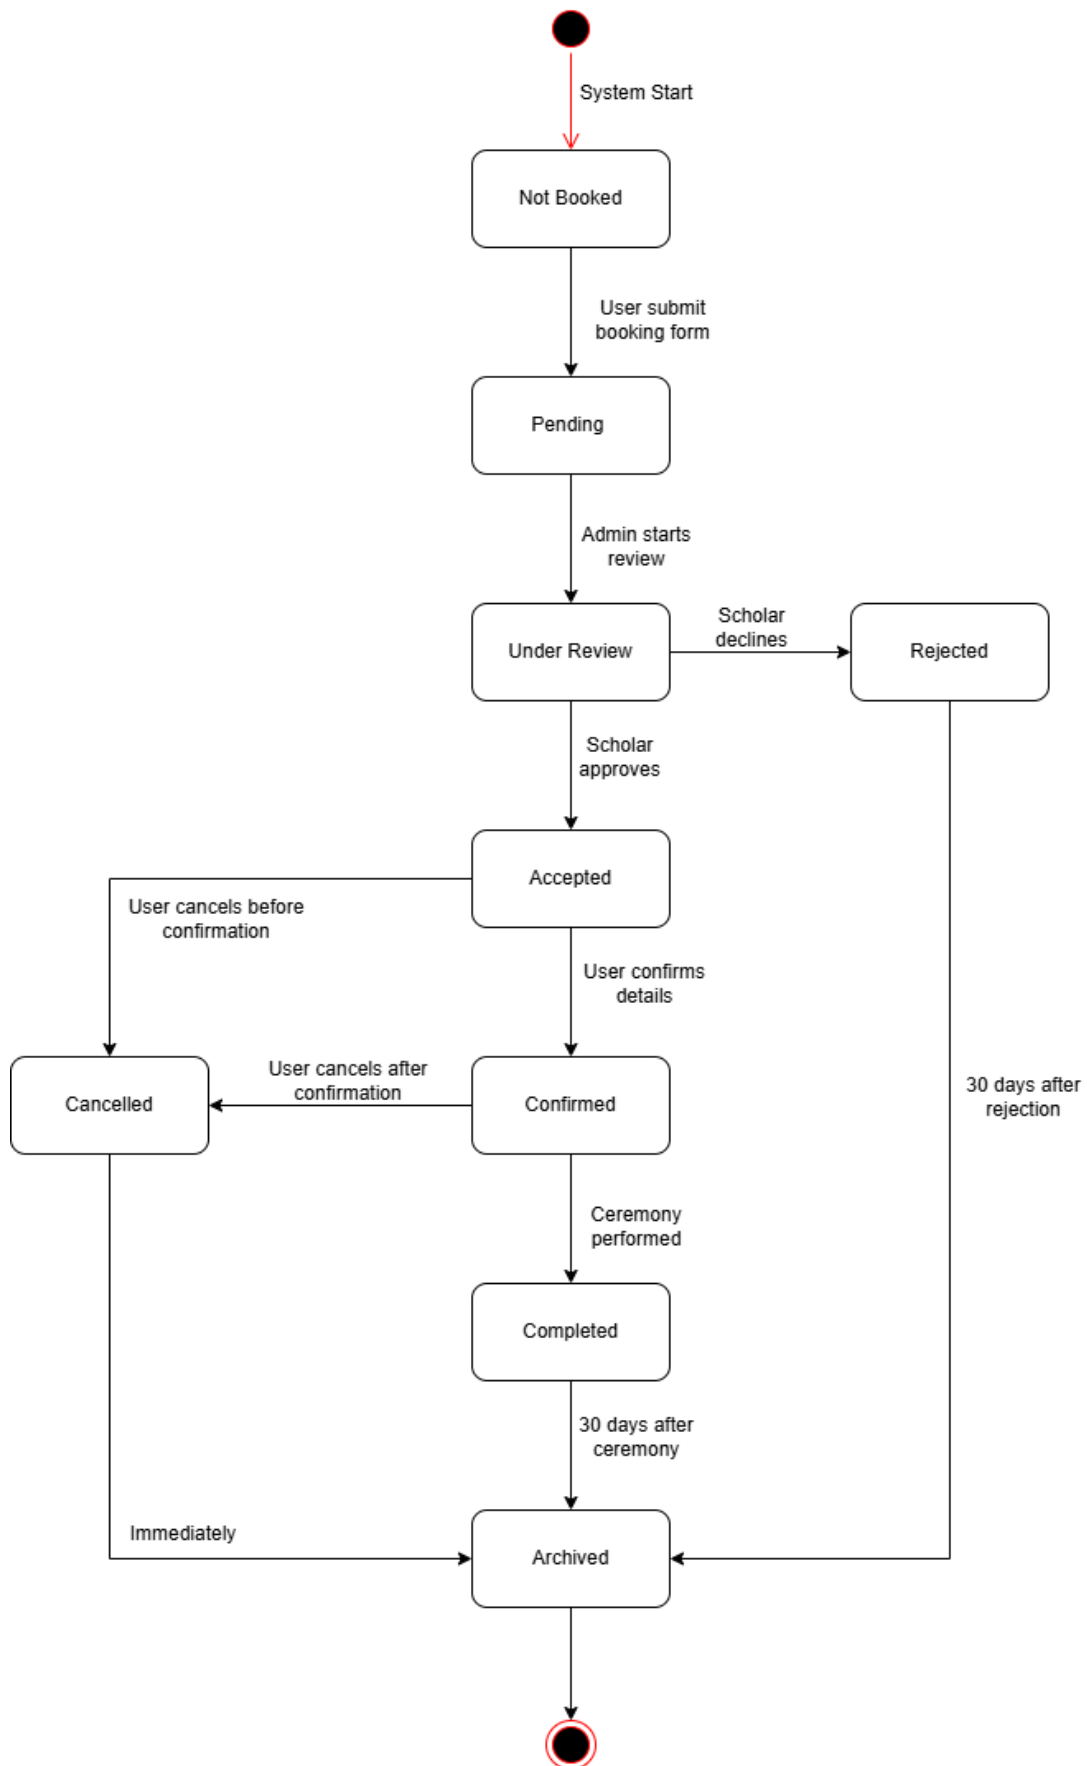 System Start
Not Booked
User submit
booking form
Pending
Admin starts
review
Under Review
Scholar
declines
Rejected
Scholar
approves
Accepted
User cancels before
confirmation
User confirms
details
Cancelled
User cancels after
confirmation
Confirmed
30 days after
rejection
Ceremony
performed
Completed
30 days after
ceremony
Immediately
Archived